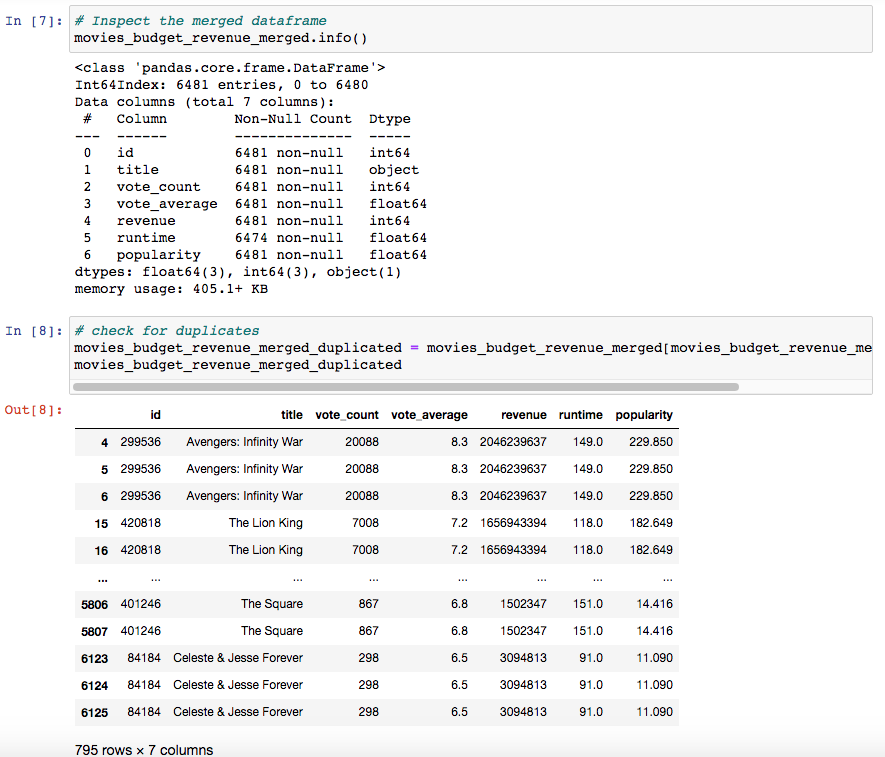 In [7]: # Inspect the merged dataframe
movies_budget_revenue_merged.info()
<class 'pandas.core.frame.DataFrame'>
Int64Index: 6481 entries, 0 to 6480
Data columns (total 7 columns):
# Column Non-Null Count Dtype
--- ------ -------------- -----
0 id 6481 non-null int64
1 title 6481 non-null object
2 vote_count 6481 non-null int64
3 vote_average 6481 non-null float64
4 revenue 6481 non-null int64
5 runtime 6474 non-null float64
6 popularity 6481 non-null float64
dtypes: float64(3), int64(3), object(1)
memory usage: 405.1+ KB
In [8]: # check for duplicates
movies_budget_revenue_merged_duplicated = movies_budget_revenue_merged[movies_budget_revenue_me
movies_budget_revenue_merged_duplicated
Out[8]:
id title vote_count vote_average revenue runtime popularity
4 299536 Avengers: Infinity War 20088 8.3 2046239637 149.0 229.850
5 299536 Avengers: Infinity War 20088 8.3 2046239637 149.0 229.850
6 299536 Avengers: Infinity War 20088 8.3 2046239637 149.0 229.850
15 420818 The Lion King 7008 7.2 1656943394 118.0 182.649
16 420818 The Lion King 7008 7.2 1656943394 118.0 182.649
... ... ... ... ... ... ... ...
5806 401246 The Square 867 6.8 1502347 151.0 14.416
5807 401246 The Square 867 6.8 1502347 151.0 14.416
6123 84184 Celeste & Jesse Forever 298 6.5 3094813 91.0 11.090
6124 84184 Celeste & Jesse Forever 298 6.5 3094813 91.0 11.090
6125 84184 Celeste & Jesse Forever 298 6.5 3094813 91.0 11.090
795 rows × 7 columns